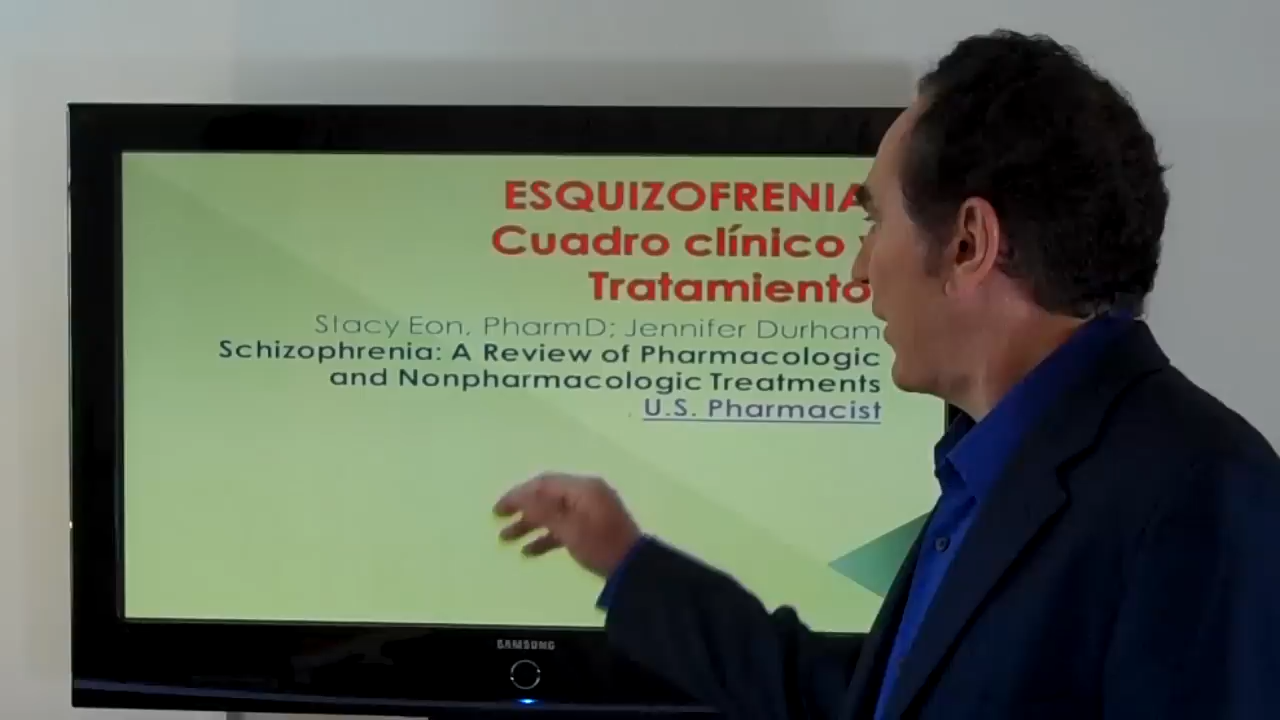 ESQUIZOFRENIA
Cuadro clínico y
Tratamiento
Stacy Eon, PharmD; Jennifer Durham
Schizophrenia: A Review of Pharmacologic
and Nonpharmacologic Treatments
. U.S. Pharmacist
SAMSUNG